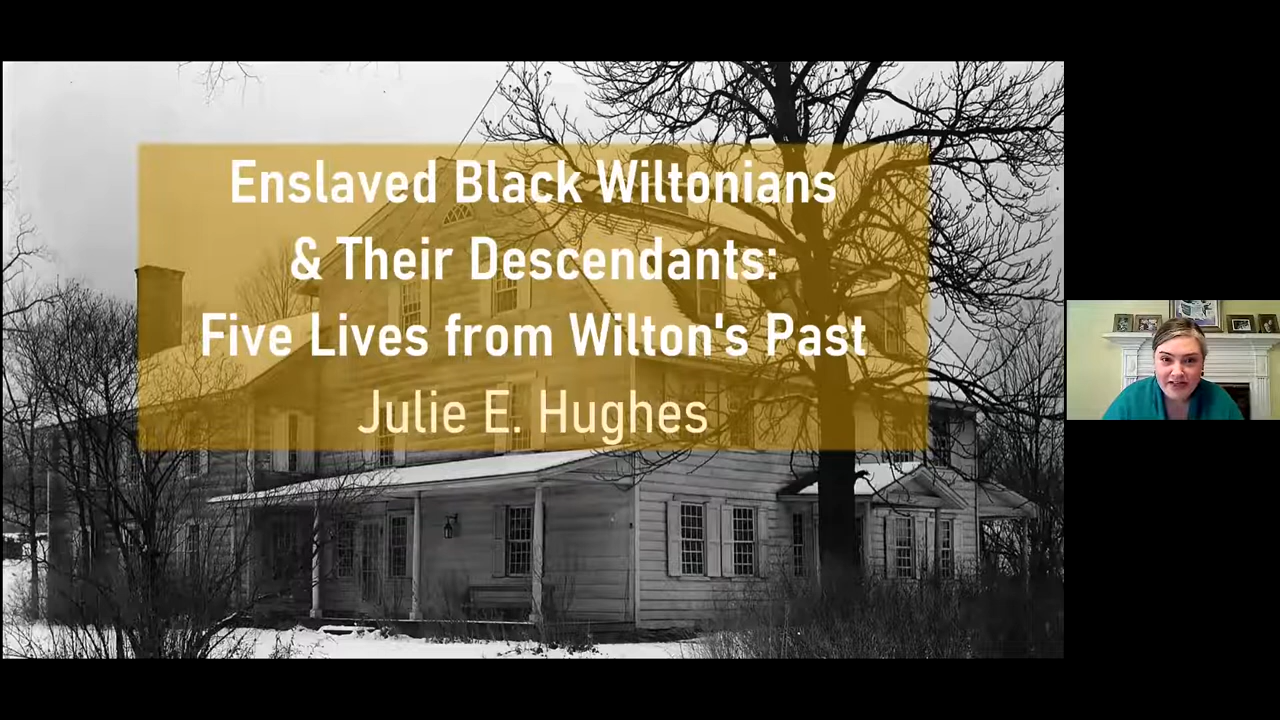 Enslaved Black Wiltonians
& Their Descendants:
Five Lives from Wilton's Past
Julie E. Hughes